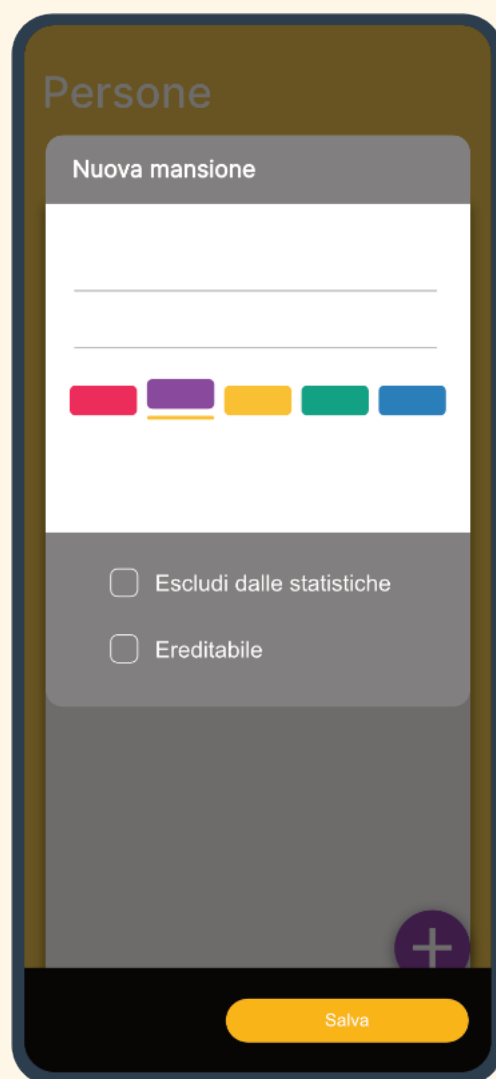 Persone
Nuova mansione
Escludi dalle statistiche
Ereditabile
Salva